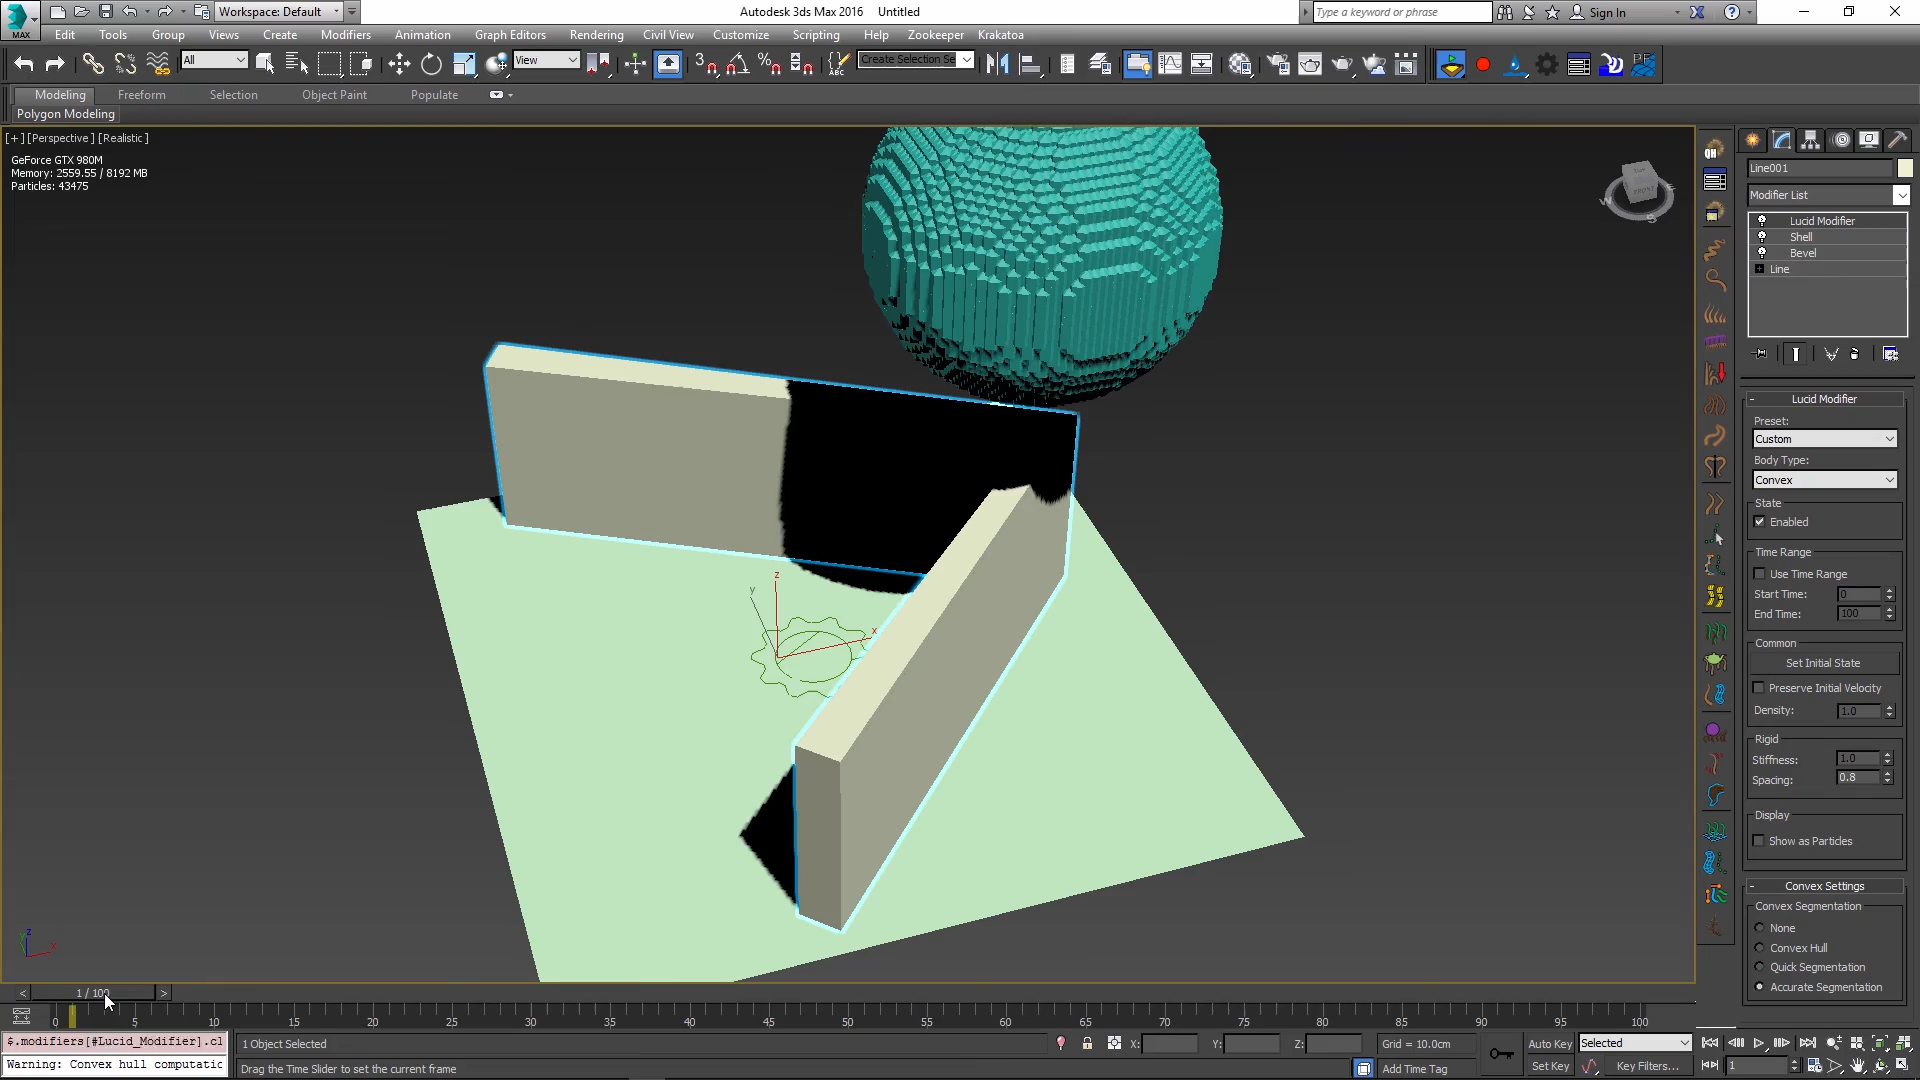 Workspace: Default
Autodesk 3ds Max 2016 Untitled
Type a keyword or phrase
Sign In
MAX
Edit Tools Group Views Create Modifiers Animation Graph Editors Rendering Civil View Customize Scripting Help Zookeeper Krakatoa
All
View
Create Selection Se
Modeling Freeform Selection Object Paint Populate
Polygon Modeling
[+] [Perspective] [Realistic]
GeForce GTX 980M
Memory: 2559.55 / 8192 MB
Particles: 43475
Line001
Modifier List
Lucid Modifier
Shell
Bevel
Line
- Lucid Modifier
Preset:
Custom
Body Type:
Convex
State
Enabled
Time Range
Use Time Range
Start Time: 0
End Time: 100
Common
Set Initial State
Preserve Initial Velocity
Density: 1.0
Rigid
Stiffness: 1.0
Spacing: 0.8
Display
Show as Particles
- Convex Settings
Convex Segmentation
None
Convex Hull
Quick Segmentation
Accurate Segmentation
z
y
x
< 1 / 100 >
0 5 10 15 20 25 30 35 40 45 50 55 60 65 70 75 80 85 90 95 100
$.modifiers[#Lucid_Modifier].cl
Warning: Convex hull computatic
1 Object Selected
Drag the Time Slider to set the current frame
X: Y: Z:
Grid = 10.0cm
Add Time Tag
Auto Key Selected
Set Key Key Filters...
1